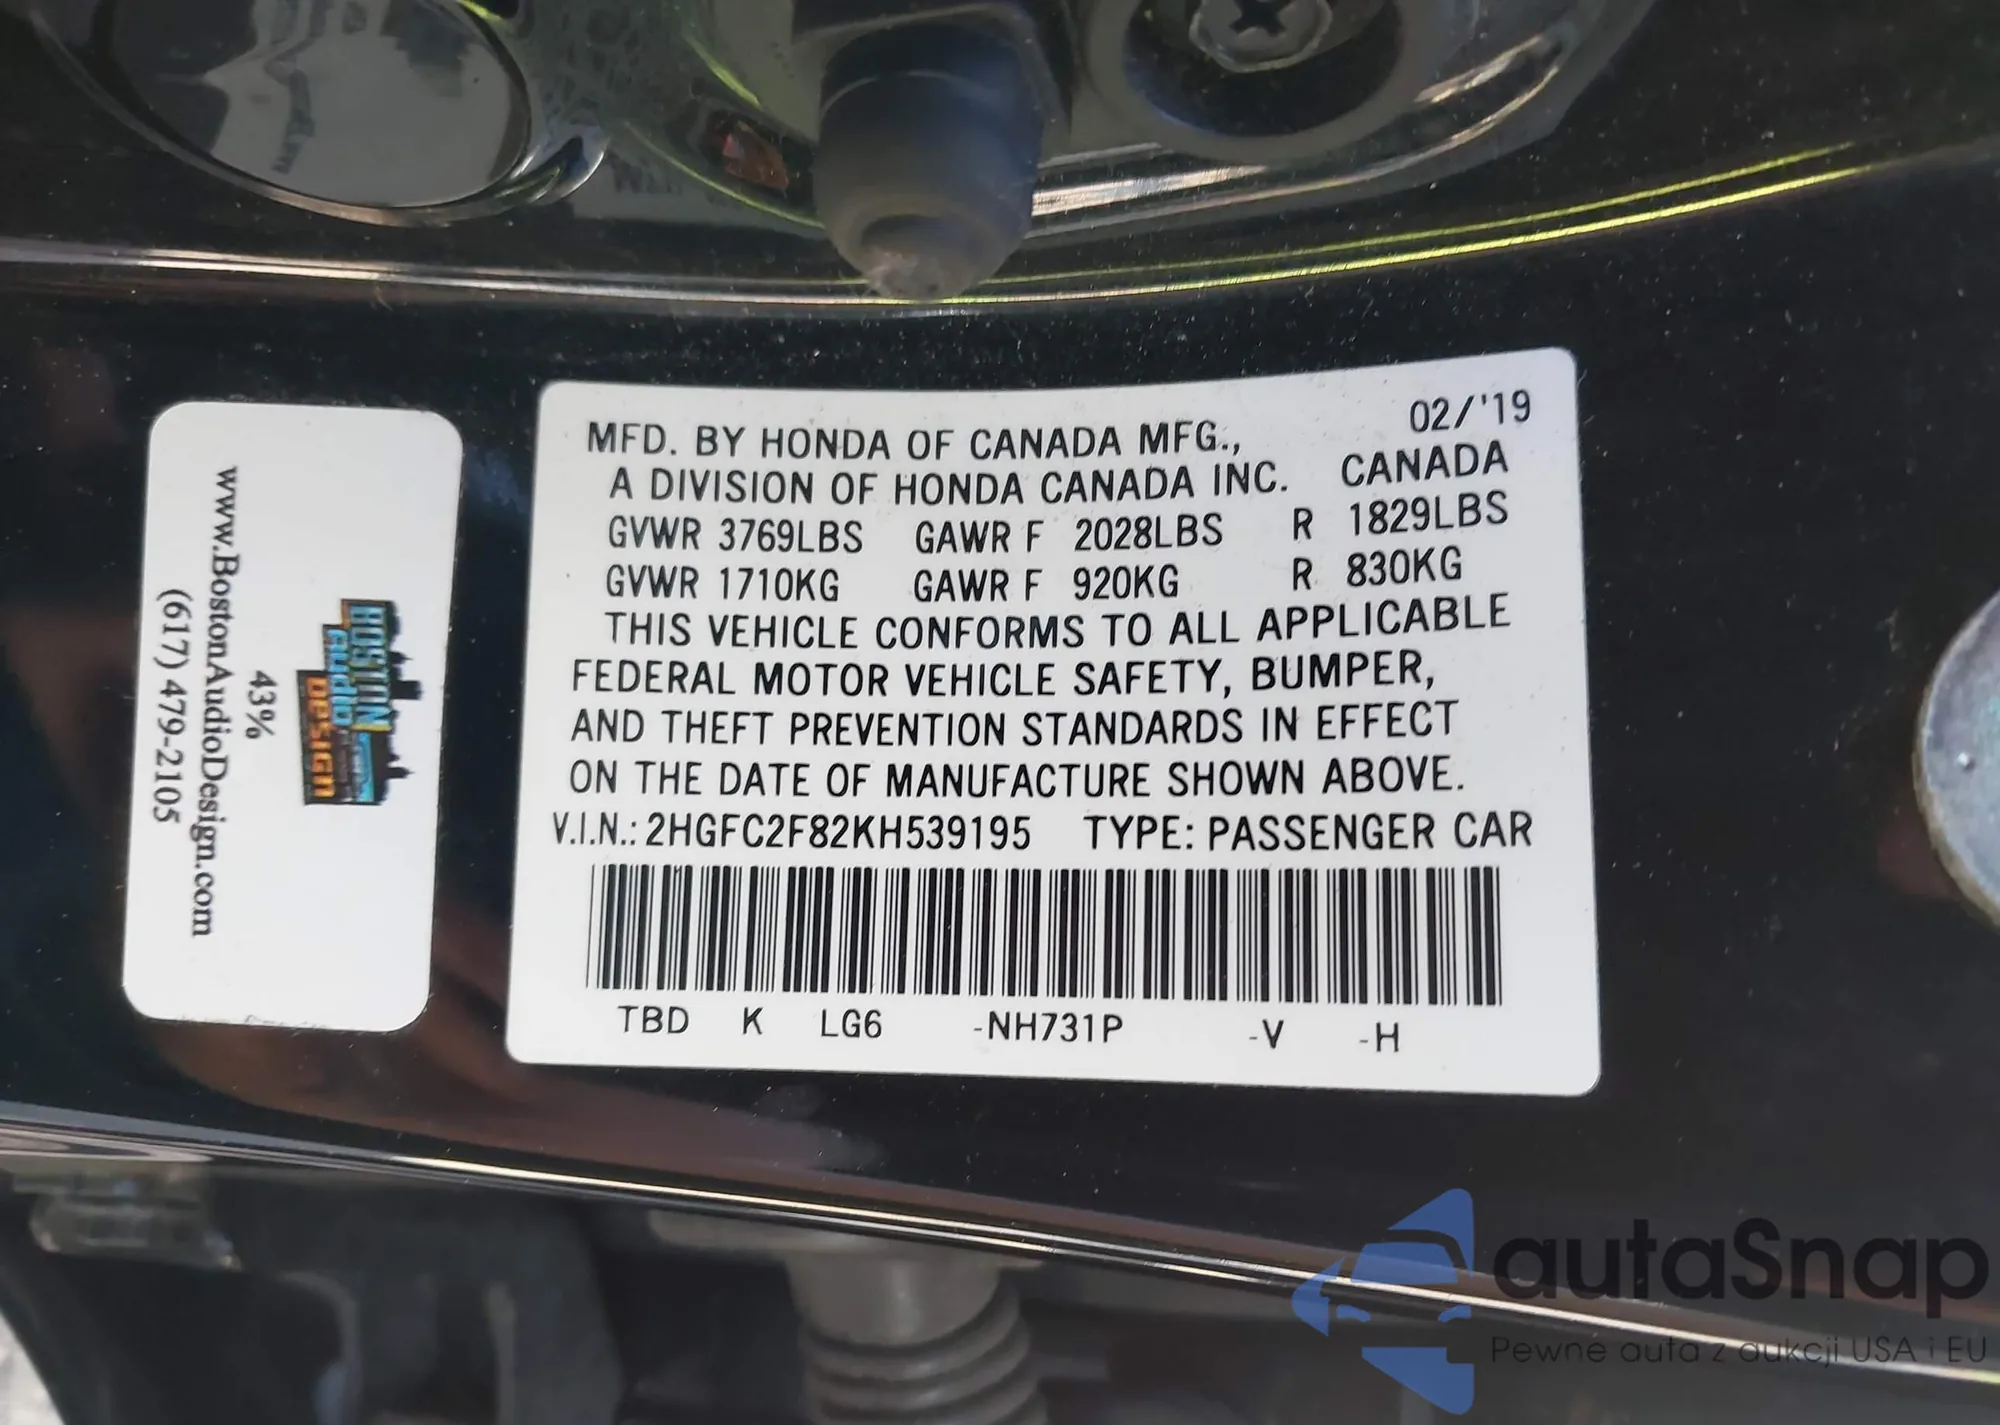 www.BostonAudioDesign.com
(617) 479-2105
43%
BOSTON
audio
DESIGN
02/'19
MFD. BY HONDA OF CANADA MFG.,
A DIVISION OF HONDA CANADA INC. CANADA
GVWR 3769LBS GAWR F 2028LBS R 1829LBS
GVWR 1710KG GAWR F 920KG R 830KG
THIS VEHICLE CONFORMS TO ALL APPLICABLE
FEDERAL MOTOR VEHICLE SAFETY, BUMPER,
AND THEFT PREVENTION STANDARDS IN EFFECT
ON THE DATE OF MANUFACTURE SHOWN ABOVE.
V.I.N.: 2HGFC2F82KH539195 TYPE: PASSENGER CAR
TBD K LG6 -NH731P -V -H
autaSnap
Pewne auta z aukcji USA i EU